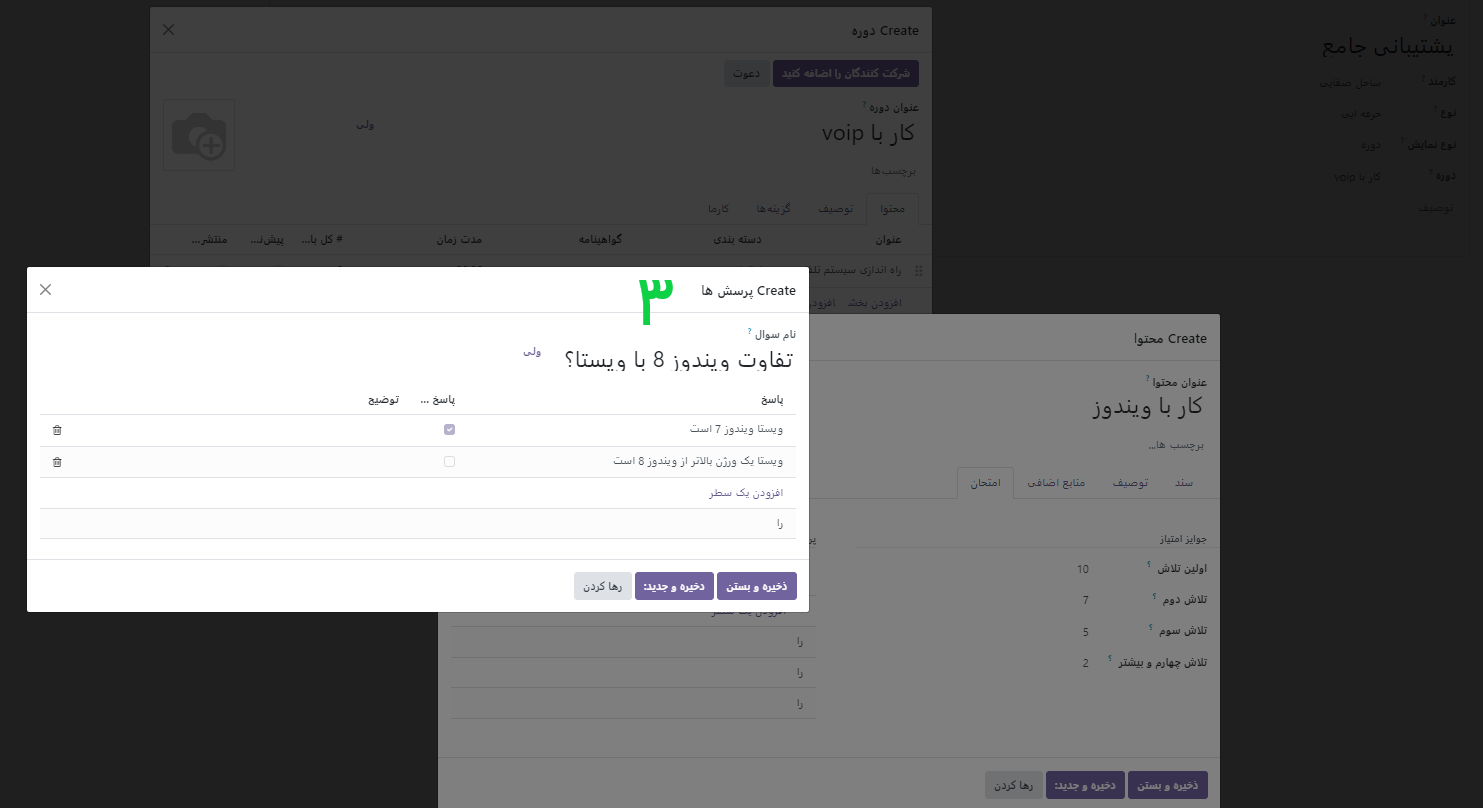 Create دوره
شرکت کنندگان را اضافه کنید
دعوت
عنوان دوره ?
کار با voip
ولی
برچسب‌ها
محتوا
توصیف
گزینه‌ها
کارما
عنوان
دسته بندی
گواهینامه
مدت زمان
# کل با...
پیش‌ن...
منتشر...
راه اندازی سیستم
افزودن بخش
عنوان ?
پشتیبانی جامع
کارمند ?
ساحل صفایی
نوع ?
حرفه ایی
نوع نمایش ?
دوره
دوره ?
کار با voip
توصیف
Create پرسش ها
۳
نام سوال ?
تفاوت ویندوز 8 با ویستا؟
ولی
پاسخ
پاسخ ...
توضیح
ویستا ویندوز 7 است
ویستا یک ورژن بالاتر از ویندوز 8 است
افزودن یک سطر
را
ذخیره و بستن
دخیره و جدید:
رها کردن
Create محتوا
عنوان محتوا ?
کار با ویندوز
برچسب ها...
سند
توصیف
منابع اضافی
امتحان
جوایز امتیاز
اولین تلاش ?
10
تلاش دوم ?
7
تلاش سوم ?
5
تلاش چهارم و بیشتر ?
2
افزودن یک سطر
را
را
را
ذخیره و بستن
دخیره و جدید:
رها کردن